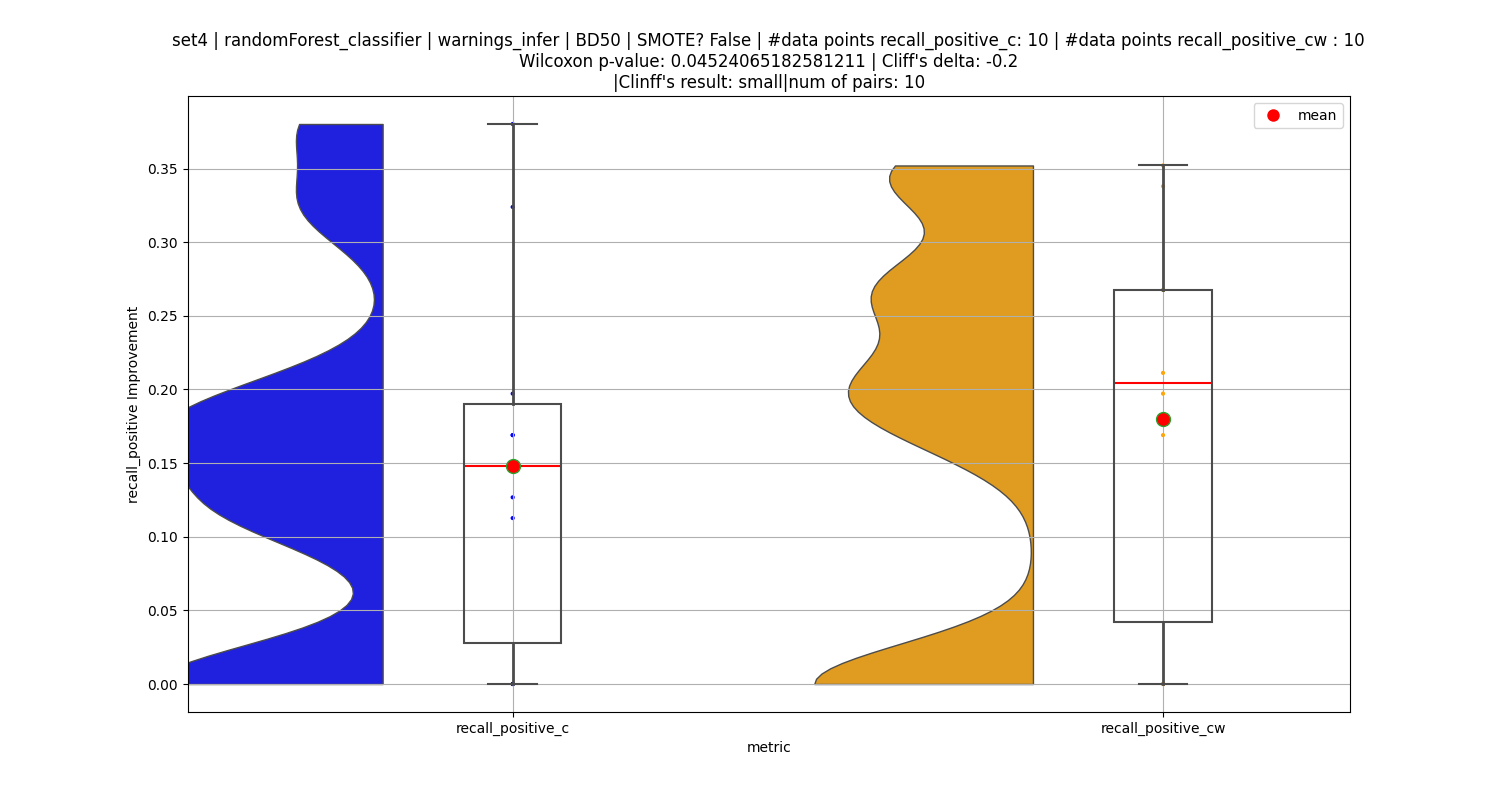 set4 | randomForest_classifier | warnings_infer | BD50 | SMOTE? False | #data points recall_positive_c: 10 | #data points recall_positive_cw : 10
Wilcoxon p-value: 0.04524065182581211 | Cliff's delta: -0.2
|Clinff's result: small|num of pairs: 10
mean
recall_positive Improvement
0.35
0.30
0.25
0.20
0.15
0.10
0.05
0.00
recall_positive_c
recall_positive_cw
metric